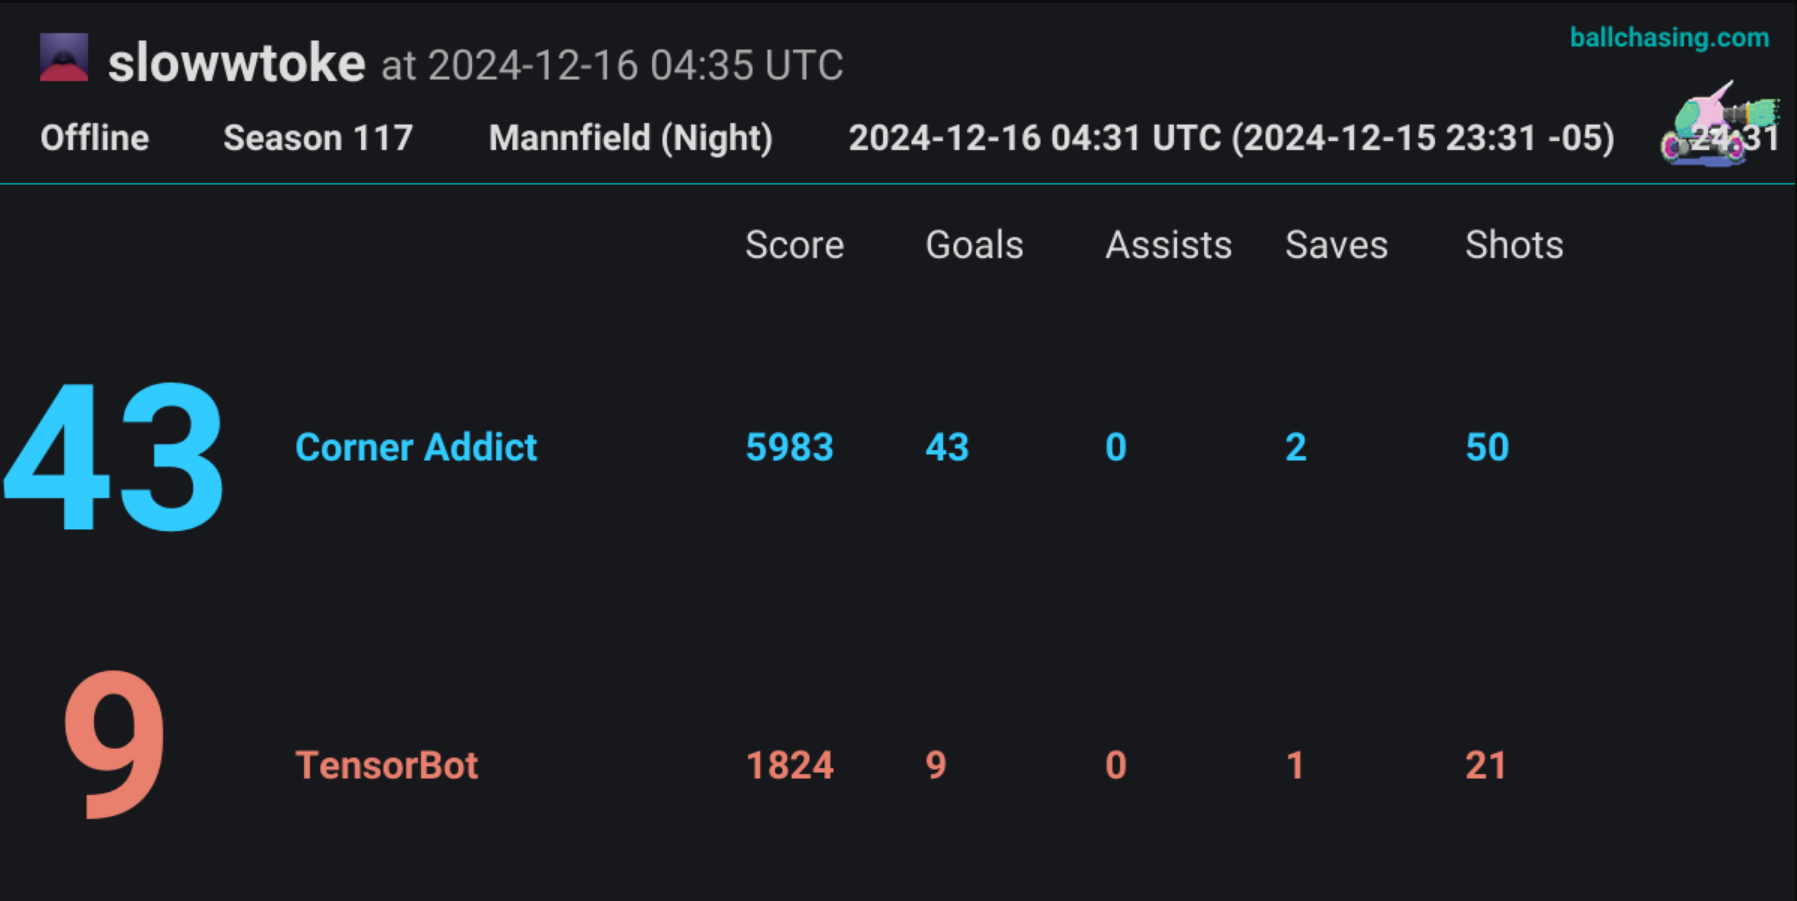 ballchasing.com
slowwtoke at 2024-12-16 04:35 UTC
Offline Season 117 Mannfield (Night) 2024-12-16 04:31 UTC (2024-12-15 23:31 -05) 24:31
Score Goals Assists Saves Shots
43 Corner Addict 5983 43 0 2 50
9 TensorBot 1824 9 0 1 21